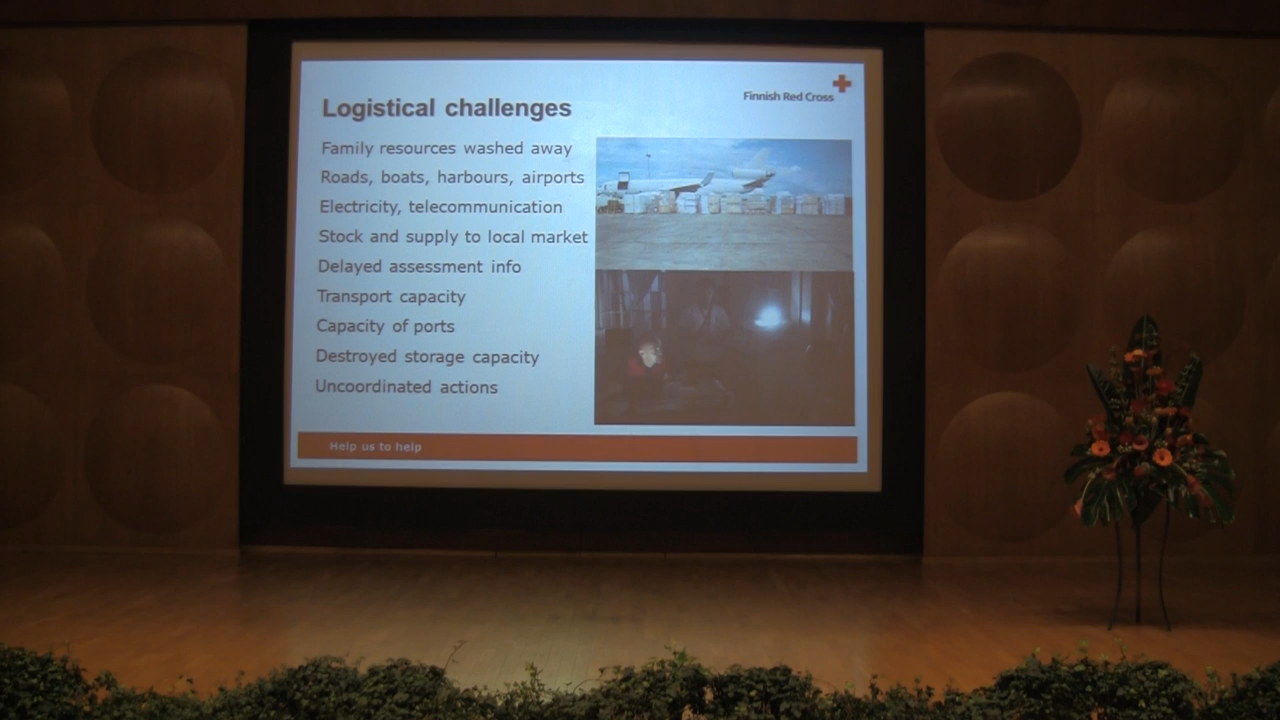 Finnish Red Cross
Logistical challenges
Family resources washed away
Roads, boats, harbours, airports
Electricity, telecommunication
Stock and supply to local market
Delayed assessment info
Transport capacity
Capacity of ports
Destroyed storage capacity
Uncoordinated actions
Help us to help